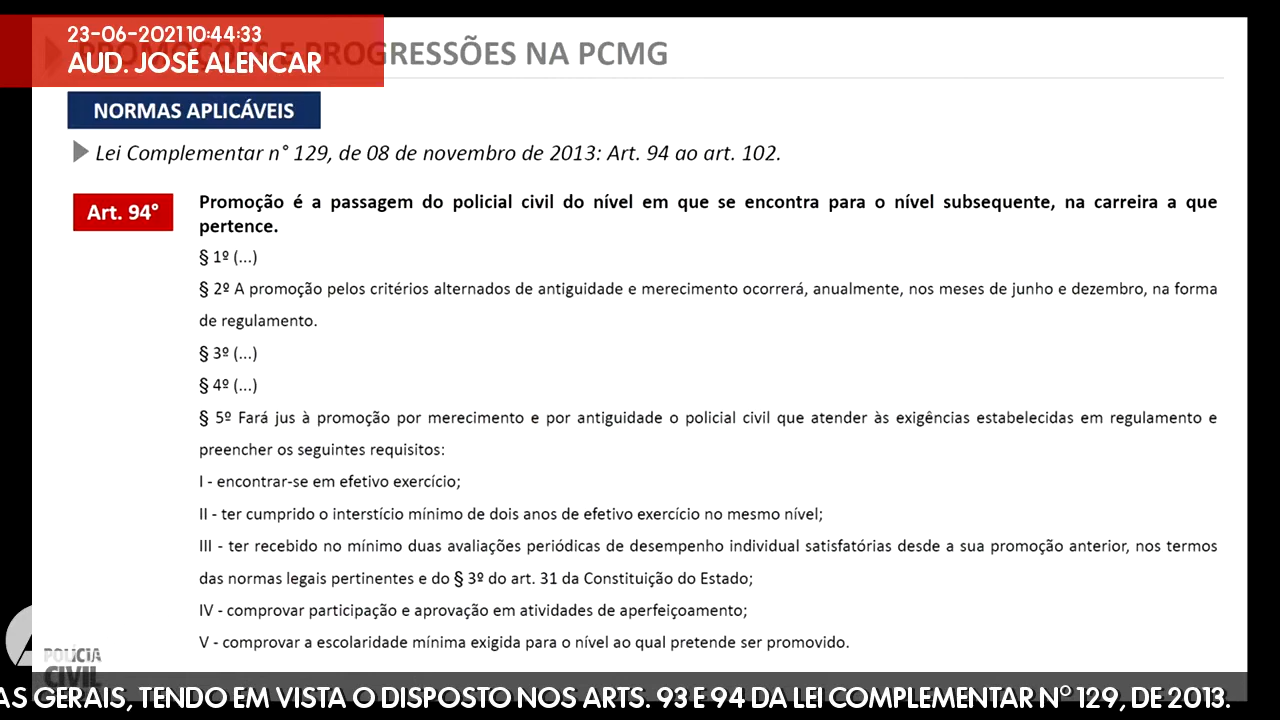 23-06-2021 10:44:33
AUD. JOSÉ ALENCAR
PROMOÇÕES E PROGRESSÕES NA PCMG
NORMAS APLICÁVEIS
Lei Complementar n° 129, de 08 de novembro de 2013: Art. 94 ao art. 102.
Art. 94°
Promoção é a passagem do policial civil do nível em que se encontra para o nível subsequente, na carreira a que
pertence.
§ 1º (...)
§ 2º A promoção pelos critérios alternados de antiguidade e merecimento ocorrerá, anualmente, nos meses de junho e dezembro, na forma
de regulamento.
§ 3º (...)
§ 4º (...)
§ 5º Fará jus à promoção por merecimento e por antiguidade o policial civil que atender às exigências estabelecidas em regulamento e
preencher os seguintes requisitos:
I - encontrar-se em efetivo exercício;
II - ter cumprido o interstício mínimo de dois anos de efetivo exercício no mesmo nível;
III - ter recebido no mínimo duas avaliações periódicas de desempenho individual satisfatórias desde a sua promoção anterior, nos termos
das normas legais pertinentes e do § 3º do art. 31 da Constituição do Estado;
IV - comprovar participação e aprovação em atividades de aperfeiçoamento;
V - comprovar a escolaridade mínima exigida para o nível ao qual pretende ser promovido.
POLÍCIA
CIVIL
AS GERAIS, TENDO EM VISTA O DISPOSTO NOS ARTS. 93 E 94 DA LEI COMPLEMENTAR N° 129, DE 2013.